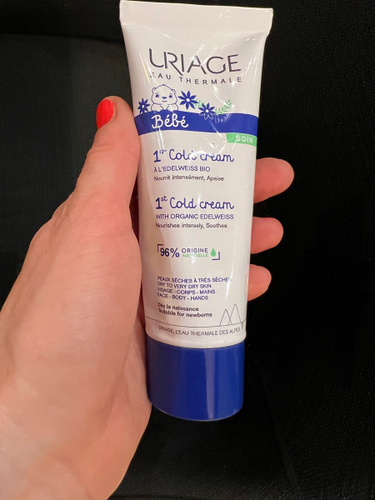 URIAGE
EAU THERMALE
Bébé
SOIN
1er Cold cream
À L'EDELWEISS BIO
Nourrit intensément, Apaise
1st Cold cream
WITH ORGANIC EDELWEISS
Nourishes intensely, Soothes
96% ORIGINE
NATURELLE
PEAUX SÈCHES À TRÈS SÈCHES
DRY TO VERY DRY SKIN
VISAGE - CORPS - MAINS
FACE - BODY - HANDS
Dès la naissance
Suitable for newborns
URIAGE, L'EAU THERMALE DES ALPES